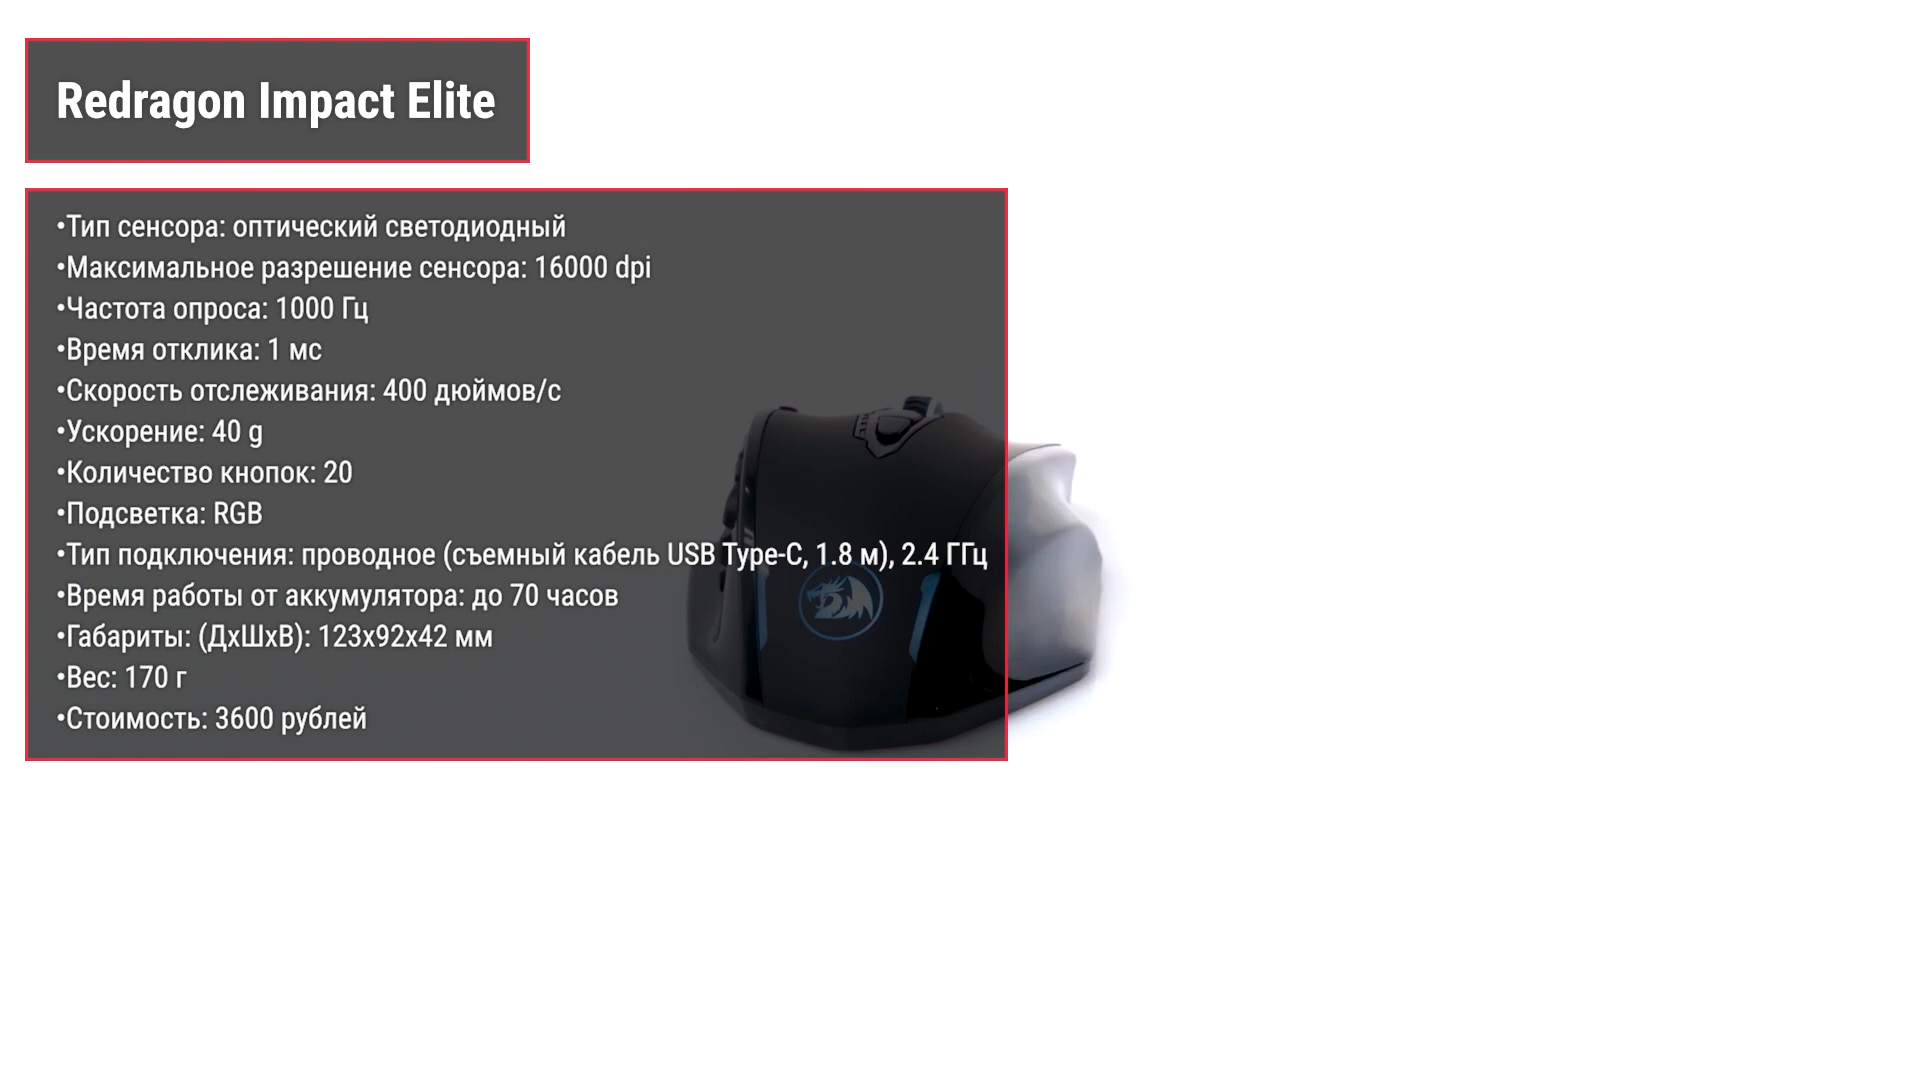 Redragon Impact Elite
•Тип сенсора: оптический светодиодный
•Максимальное разрешение сенсора: 16000 dpi
•Частота опроса: 1000 Гц
•Время отклика: 1 мс
•Скорость отслеживания: 400 дюймов/с
•Ускорение: 40 g
•Количество кнопок: 20
•Подсветка: RGB
•Тип подключения: проводное (съемный кабель USB Type-C, 1.8 м), 2.4 ГГц
•Время работы от аккумулятора: до 70 часов
•Габариты: (ДхШхВ): 123x92x42 мм
•Вес: 170 г
•Стоимость: 3600 рублей